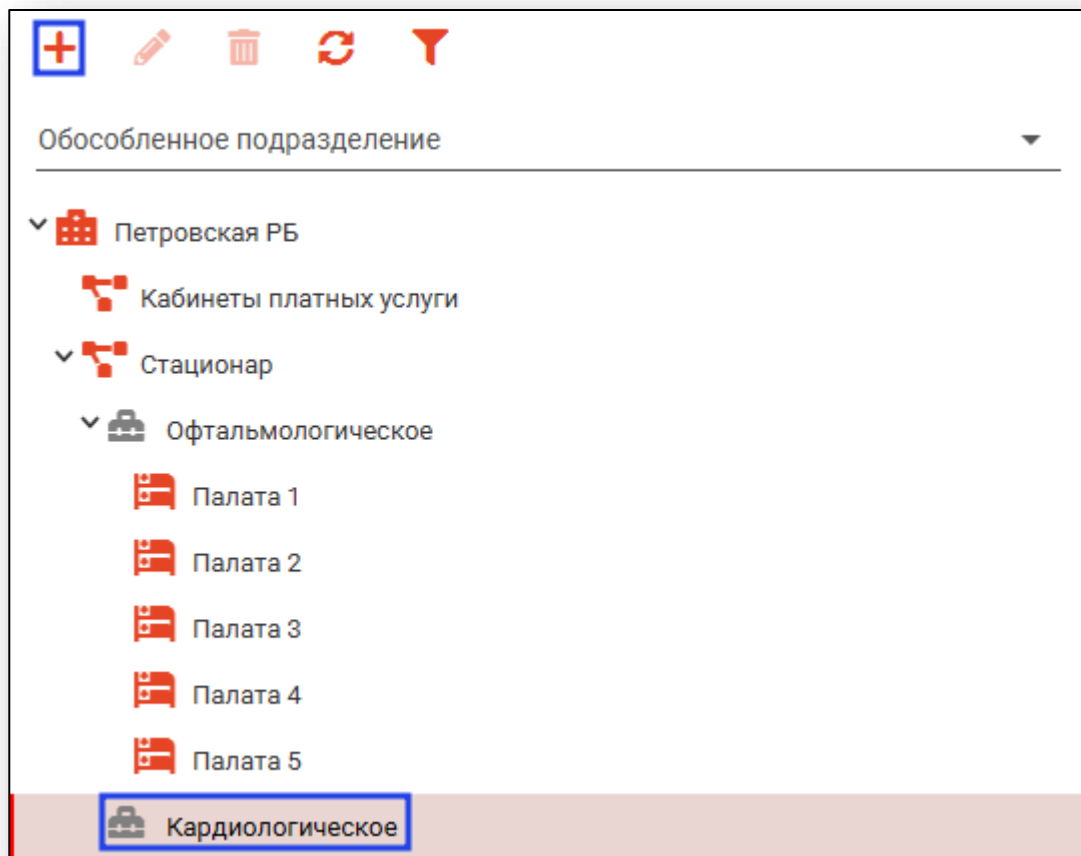 Обособленное подразделение
Петровская РБ
Кабинеты платных услуги
Стационар
Офтальмологическое
Палата 1
Палата 2
Палата 3
Палата 4
Палата 5
Кардиологическое